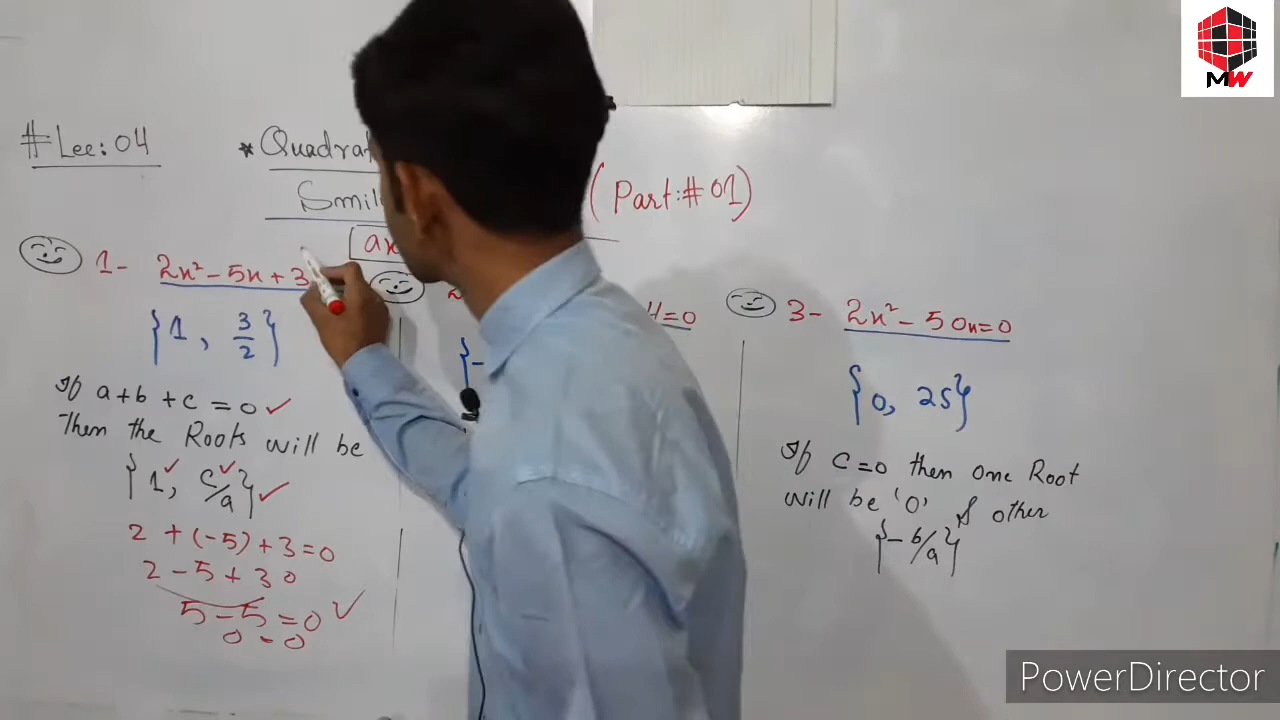 #Lec:04
*Quadrat
Smil
(Part:#01)
ax
1- 2x² - 5x + 3
{1, 3/2}
If a+b+c=0 ✓
Then the Roots will be
{1✓, c/a✓} ✓
2 + (-5) + 3 = 0
2 - 5 + 3 0
5 - 5 = 0 ✓
0 = 0
4=0
{-
3- 2x² - 50x=0
{0, 25}
If c=0 then one Root
will be '0' & other
{- b/a}
MW
PowerDirector